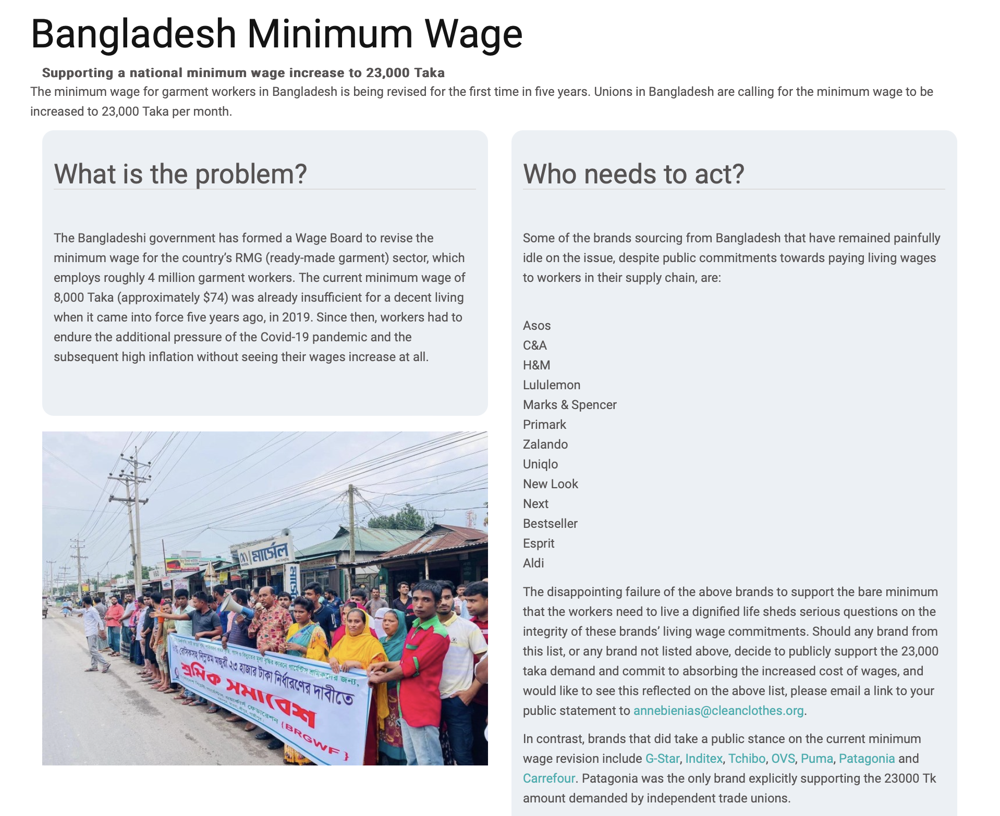 Bangladesh Minimum Wage
Supporting a national minimum wage increase to 23,000 Taka
The minimum wage for garment workers in Bangladesh is being revised for the first time in five years. Unions in Bangladesh are calling for the minimum wage to be
increased to 23,000 Taka per month.
What is the problem?
The Bangladeshi government has formed a Wage Board to revise the
minimum wage for the country’s RMG (ready-made garment) sector, which
employs roughly 4 million garment workers. The current minimum wage of
8,000 Taka (approximately $74) was already insufficient for a decent living
when it came into force five years ago, in 2019. Since then, workers had to
endure the additional pressure of the Covid-19 pandemic and the
subsequent high inflation without seeing their wages increase at all.
মার্সেল
গ্যাস ও বিদ্যুতের মূল্য বৃদ্ধির কারনে গার্মেন্টস শ্রমিকদের জন্য,
বেসিকসহ নিম্নতম মজুরী ২৩ হাজার টাকা নির্ধারণের দাবীতে
শ্রমিক সমাবেশ
ফেডারেশন {BRGWF}
Who needs to act?
Some of the brands sourcing from Bangladesh that have remained painfully
idle on the issue, despite public commitments towards paying living wages
to workers in their supply chain, are:
Asos
C&A
H&M
Lululemon
Marks & Spencer
Primark
Zalando
Uniqlo
New Look
Next
Bestseller
Esprit
Aldi
The disappointing failure of the above brands to support the bare minimum
that the workers need to live a dignified life sheds serious questions on the
integrity of these brands’ living wage commitments. Should any brand from
this list, or any brand not listed above, decide to publicly support the 23,000
taka demand and commit to absorbing the increased cost of wages, and
would like to see this reflected on the above list, please email a link to your
public statement to annebienias@cleanclothes.org.
In contrast, brands that did take a public stance on the current minimum
wage revision include G-Star, Inditex, Tchibo, OVS, Puma, Patagonia and
Carrefour. Patagonia was the only brand explicitly supporting the 23000 Tk
amount demanded by independent trade unions.